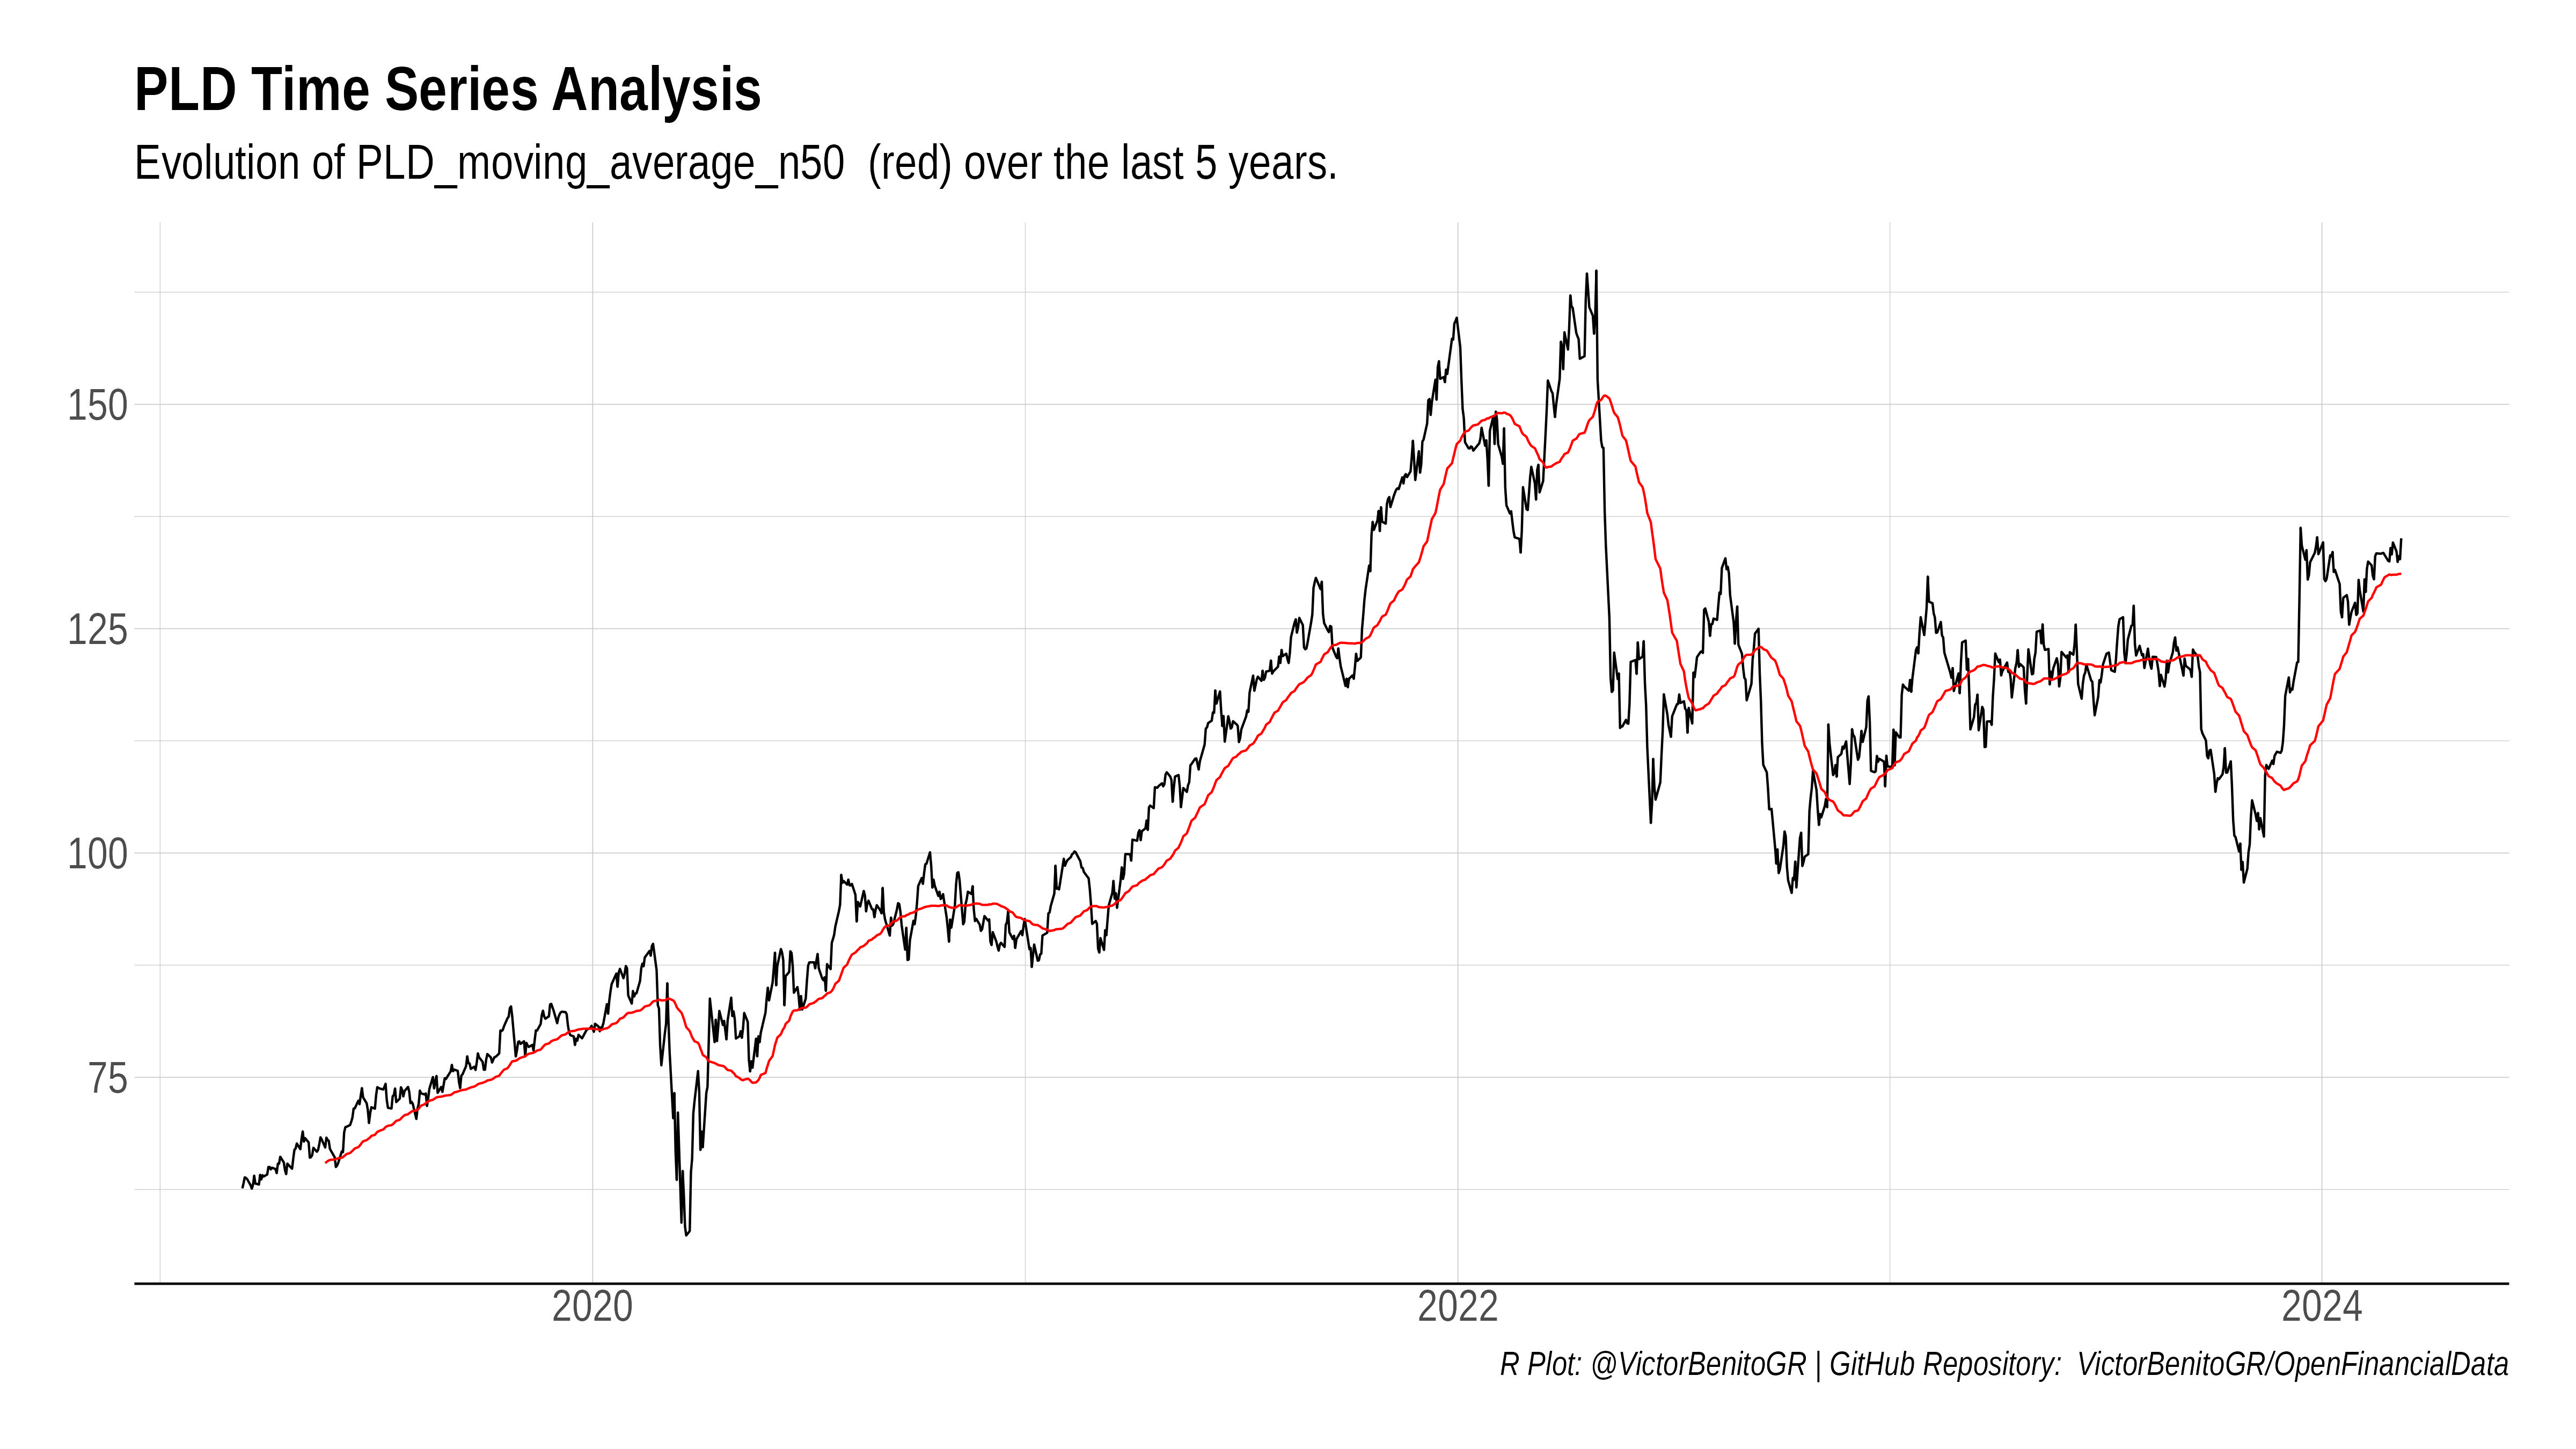 PLD Time Series Analysis
Evolution of PLD_moving_average_n50  (red) over the last 5 years.
150
125
100
75
2020 2022 2024
R Plot: @VictorBenitoGR | GitHub Repository:  VictorBenitoGR/OpenFinancialData